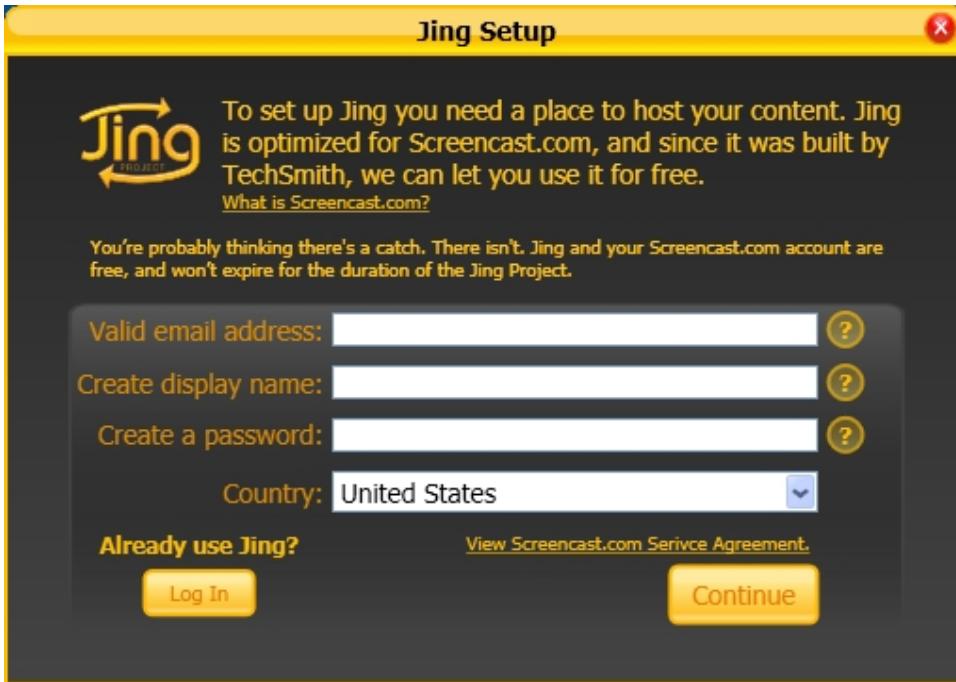 Jing Setup
Jing
PROJECT
To set up Jing you need a place to host your content. Jing
is optimized for Screencast.com, and since it was built by
TechSmith, we can let you use it for free.
What is Screencast.com?
You're probably thinking there's a catch. There isn't. Jing and your Screencast.com account are
free, and won't expire for the duration of the Jing Project.
Valid email address: ?
Create display name: ?
Create a password: ?
Country: United States
Already use Jing? View Screencast.com Serivce Agreement.
Log In Continue